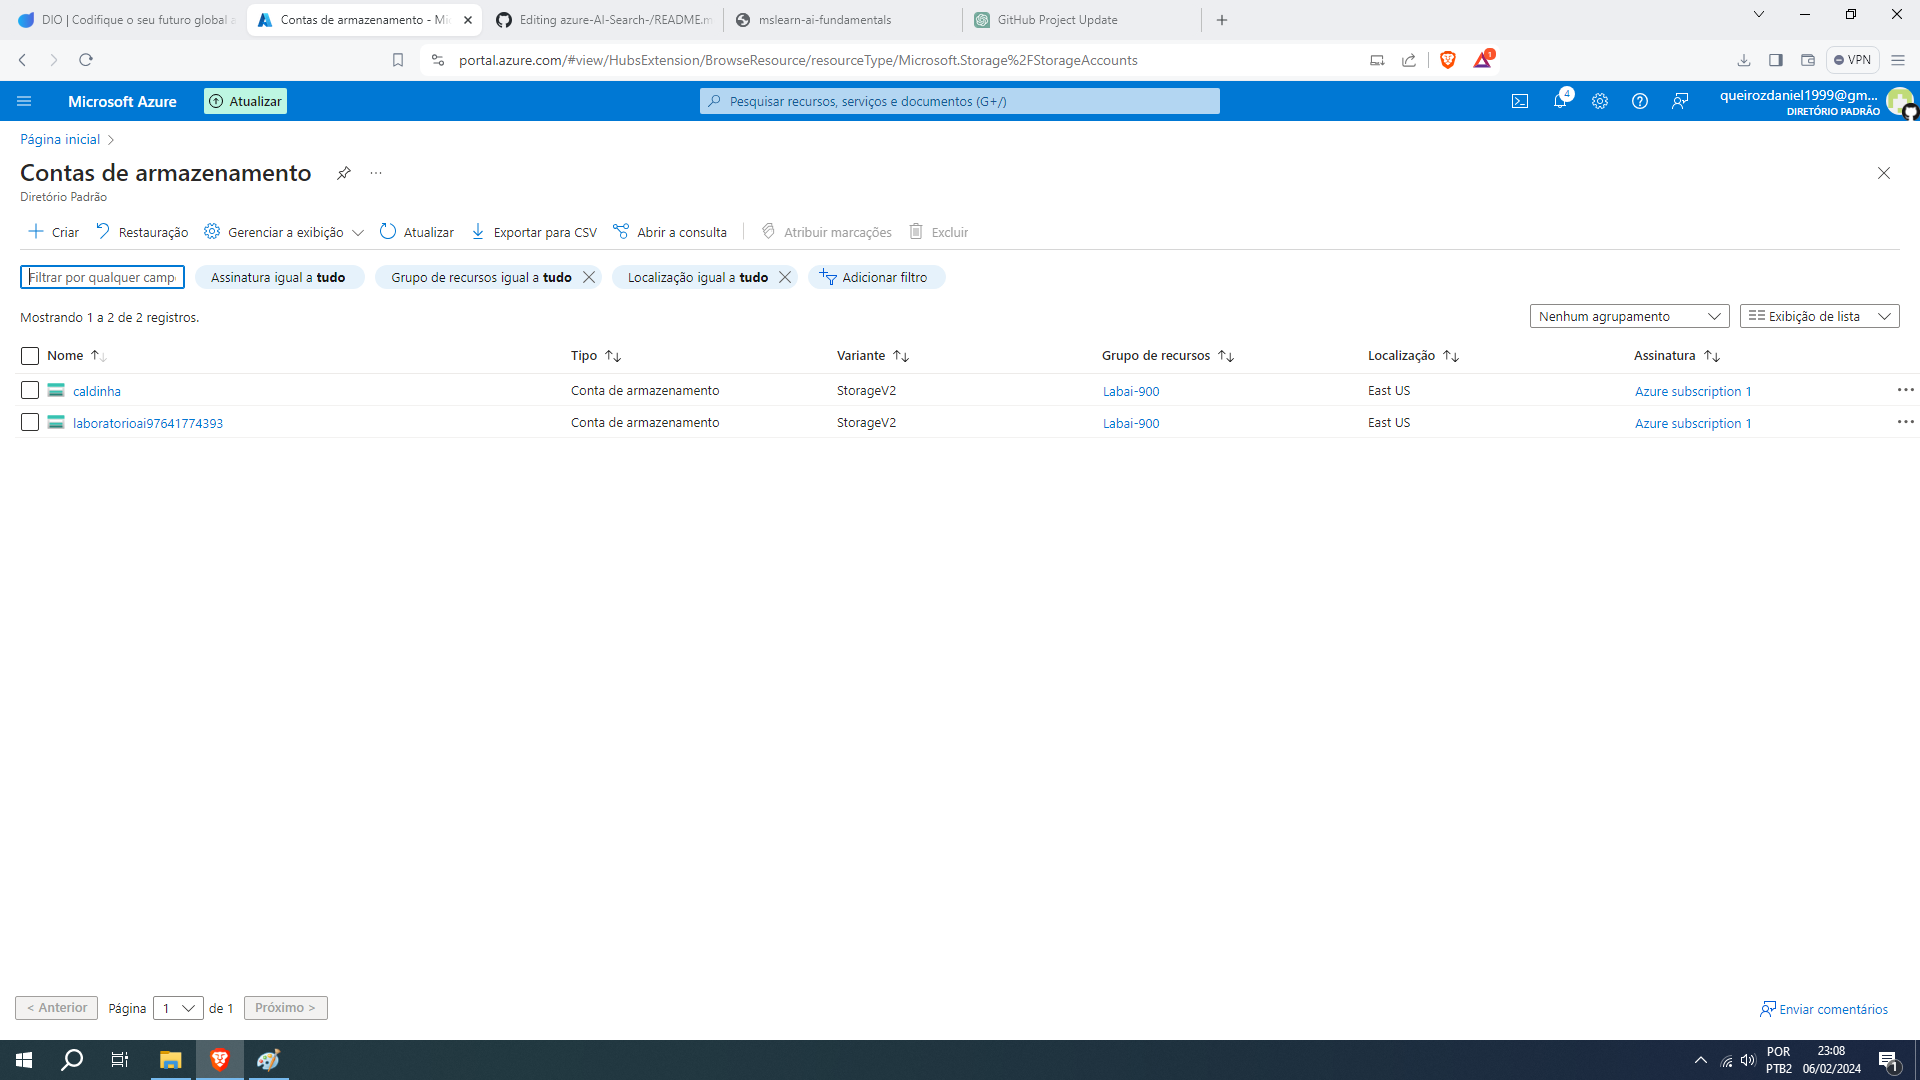 DIO | Codifique o seu futuro global a
Contas de armazenamento - Mi
Editing azure-AI-Search-/README.m
mslearn-ai-fundamentals
GitHub Project Update
portal.azure.com/#view/HubsExtension/BrowseResource/resourceType/Microsoft.Storage%2FStorageAccounts
1
VPN
Microsoft Azure
Atualizar
Pesquisar recursos, serviços e documentos (G+/)
4
queirozdaniel1999@gm...
DIRETÓRIO PADRÃO
Página inicial
Contas de armazenamento
Diretório Padrão
Criar
Restauração
Gerenciar a exibição
Atualizar
Exportar para CSV
Abrir a consulta
Atribuir marcações
Excluir
Filtrar por qualquer camp
Assinatura igual a tudo
Grupo de recursos igual a tudo
Localização igual a tudo
Adicionar filtro
Mostrando 1 a 2 de 2 registros.
Nenhum agrupamento
Exibição de lista
Nome Tipo Variante Grupo de recursos Localização Assinatura
caldinha Conta de armazenamento StorageV2 Labai-900 East US Azure subscription 1
laboratorioai97641774393 Conta de armazenamento StorageV2 Labai-900 East US Azure subscription 1
< Anterior Página 1 de 1 Próximo >
Enviar comentários
POR
PTB2
23:08
06/02/2024
1